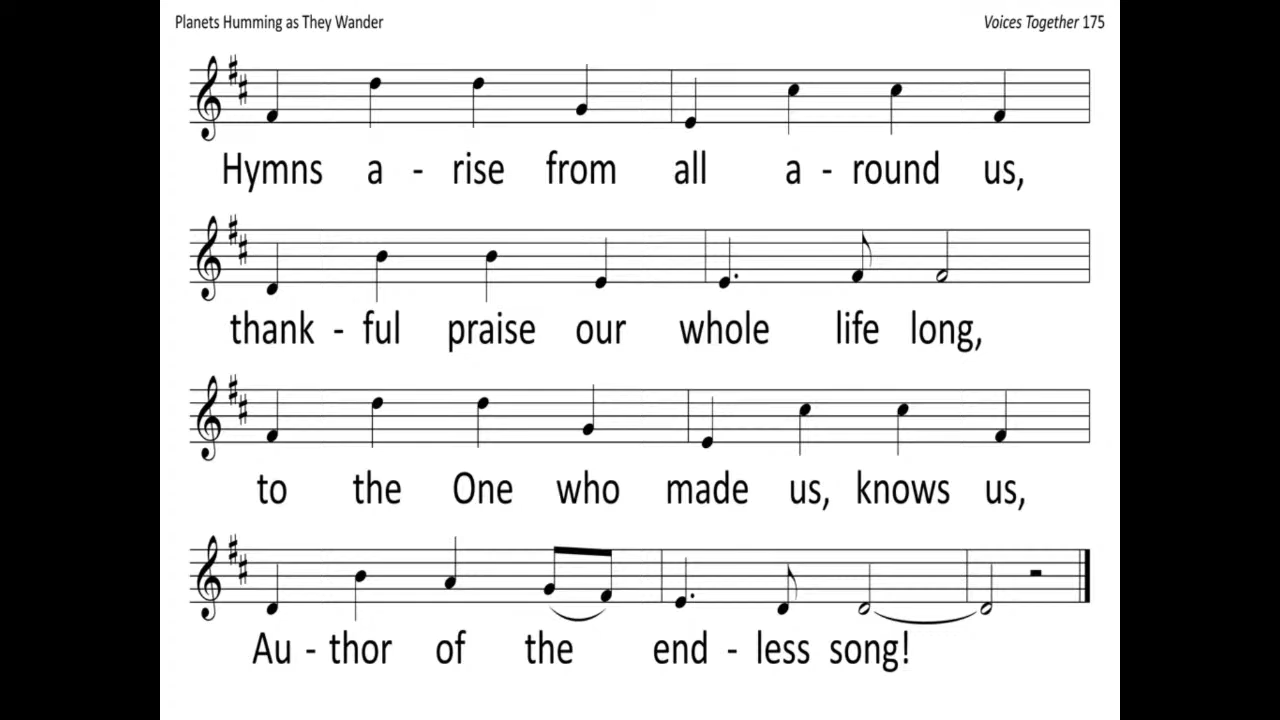 Planets Humming as They Wander
Voices Together 175
Hymns a - rise from all a - round us,
thank - ful praise our whole life long,
to the One who made us, knows us,
Au - thor of the end - less song!